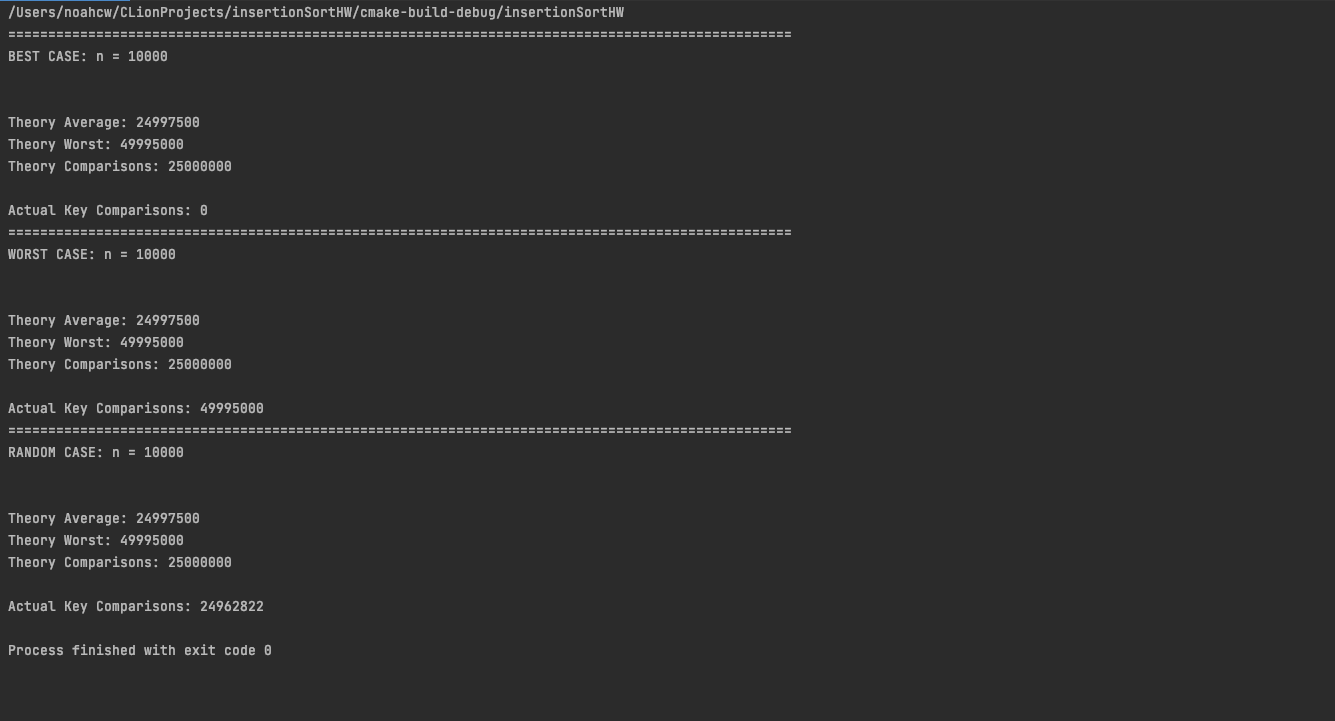 /Users/noahcw/CLionProjects/insertionSortHW/cmake-build-debug/insertionSortHW
==================================================================================================
BEST CASE: n = 10000
Theory Average: 24997500
Theory Worst: 49995000
Theory Comparisons: 25000000
Actual Key Comparisons: 0
==================================================================================================
WORST CASE: n = 10000
Theory Average: 24997500
Theory Worst: 49995000
Theory Comparisons: 25000000
Actual Key Comparisons: 49995000
==================================================================================================
RANDOM CASE: n = 10000
Theory Average: 24997500
Theory Worst: 49995000
Theory Comparisons: 25000000
Actual Key Comparisons: 24962822
Process finished with exit code 0